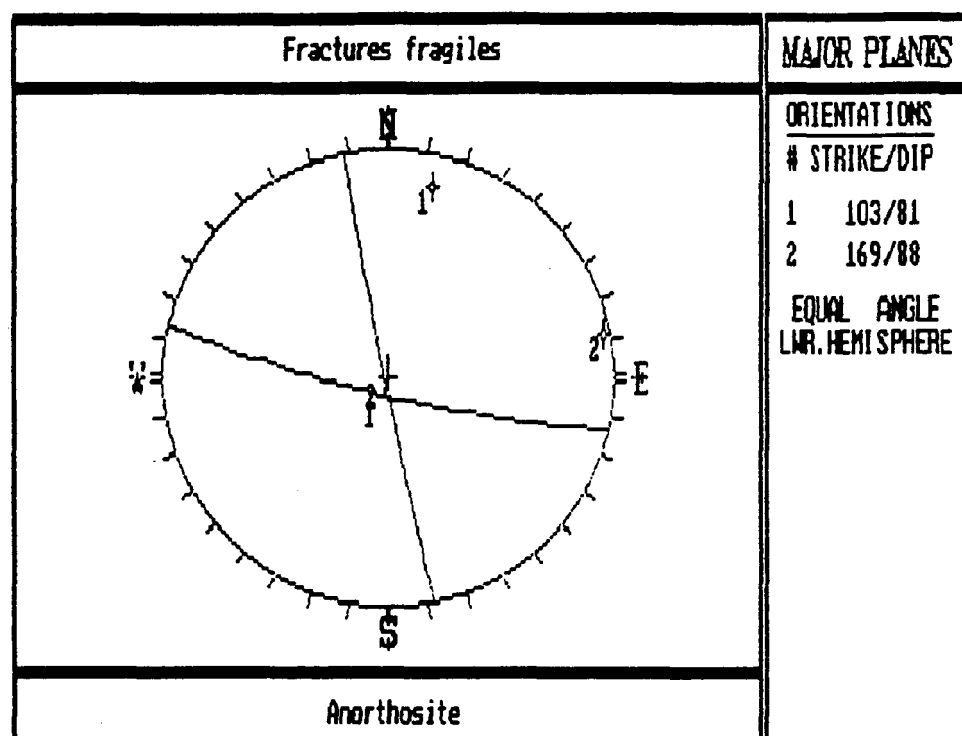 Fractures fragiles
MAJOR PLANES
ORIENTATIONS
# STRIKE/DIP
1 103/81
2 169/88
EQUAL ANGLE
LWR.HEMISPHERE
N
1
2
W
E
1
S
Anorthosite